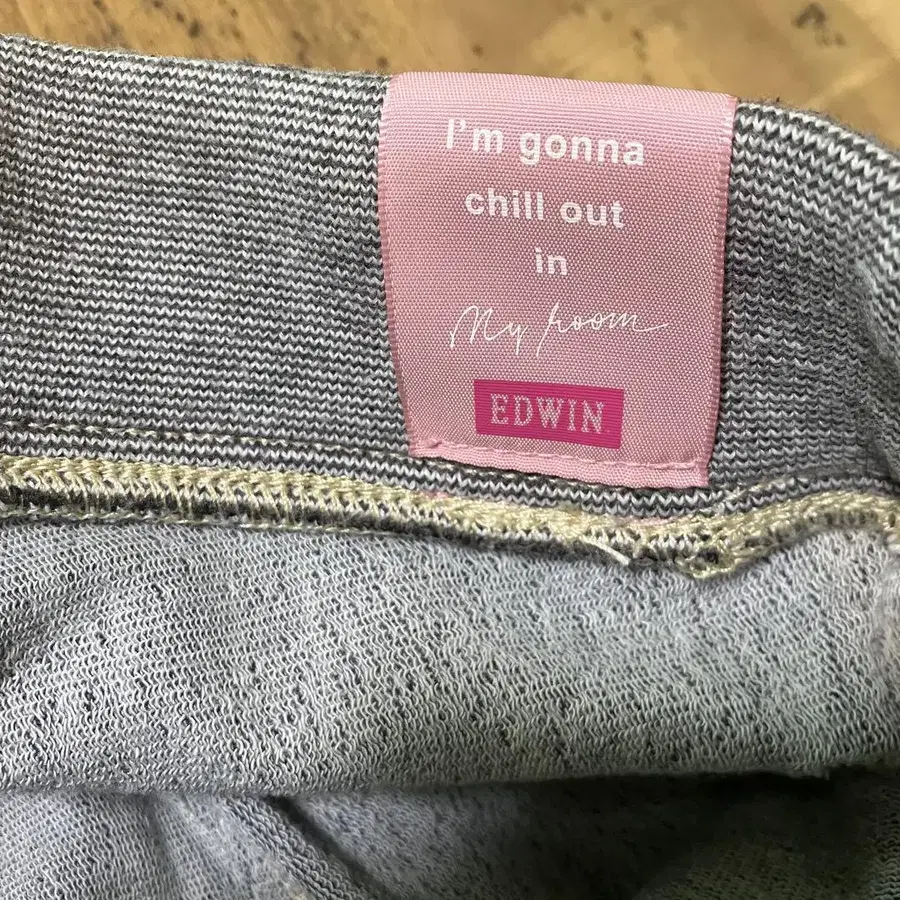 I'm gonna
chill out
in
My room
EDWIN